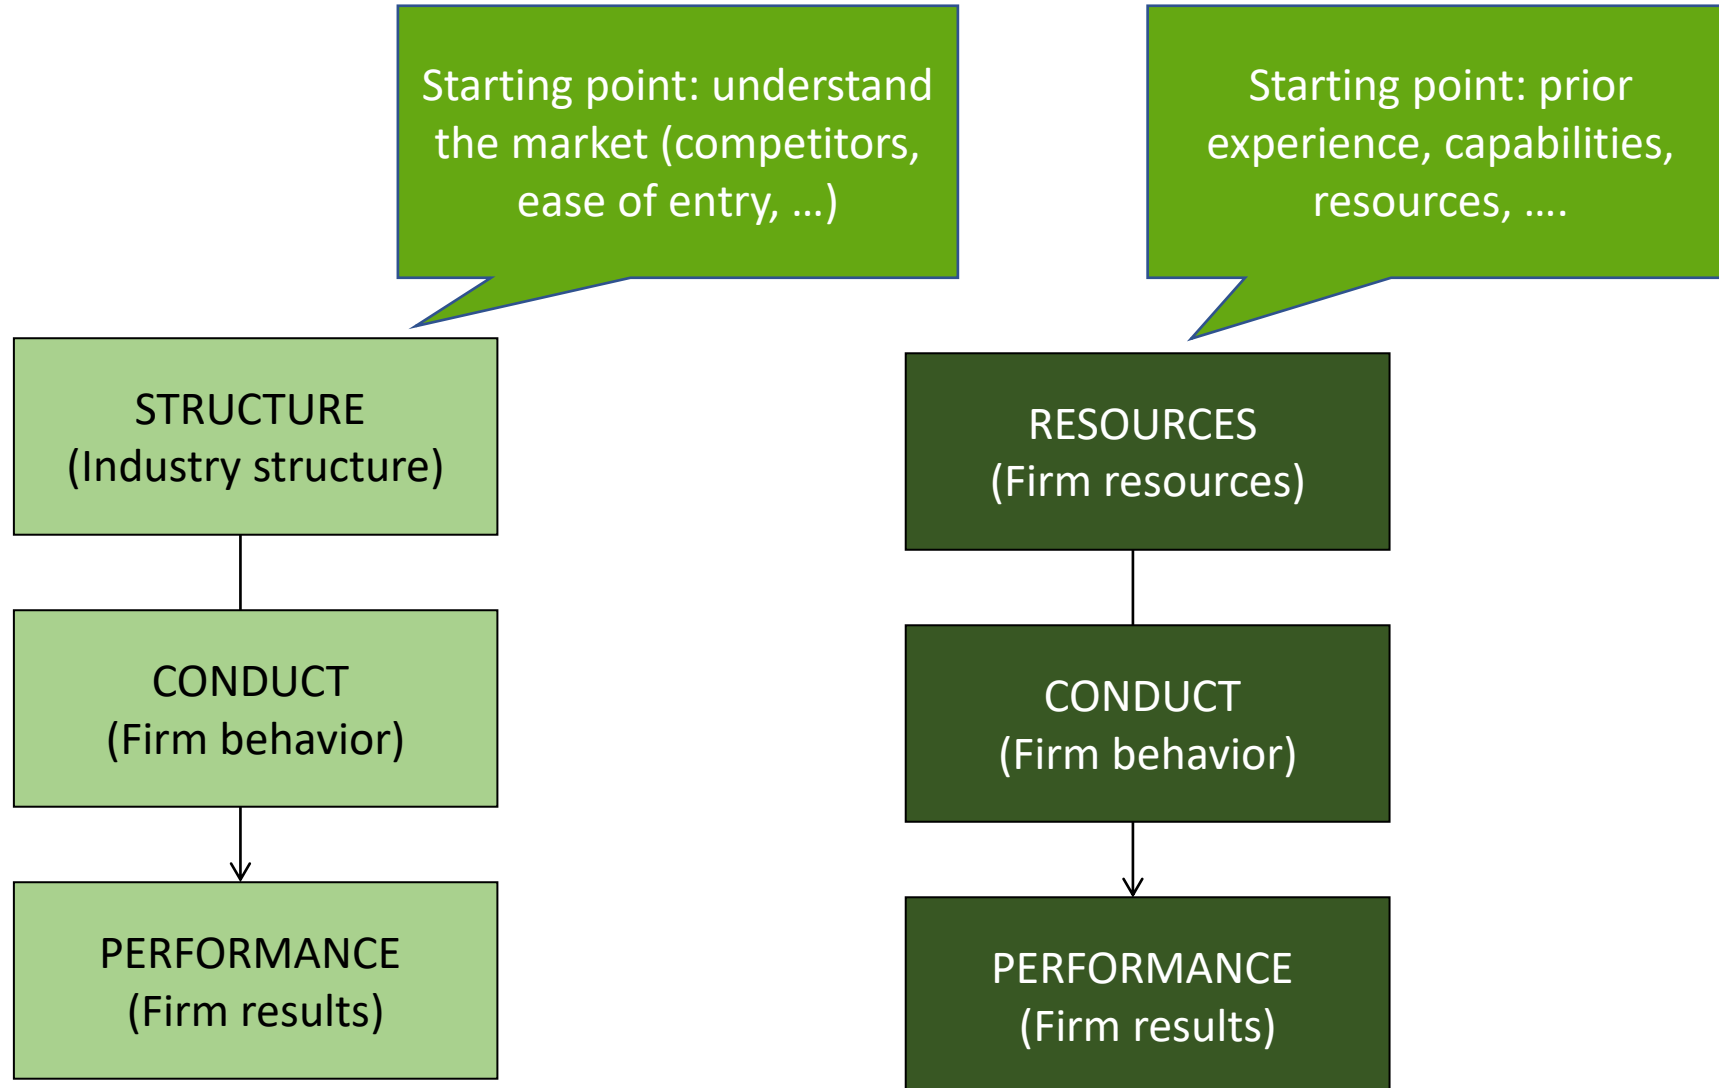 Starting point: understand
the market (competitors,
ease of entry, …)
Starting point: prior
experience, capabilities,
resources, ….
STRUCTURE
(Industry structure)
CONDUCT
(Firm behavior)
PERFORMANCE
(Firm results)
RESOURCES
(Firm resources)
CONDUCT
(Firm behavior)
PERFORMANCE
(Firm results)